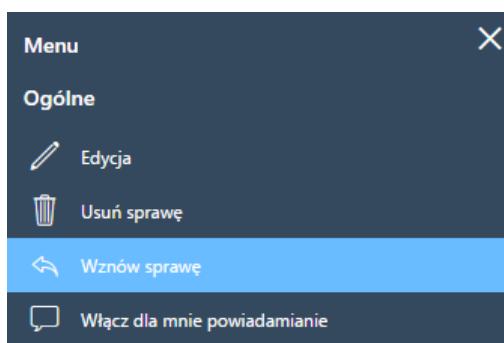 Menu
Ogólne
Edycja
Usuń sprawę
Wznów sprawę
Włącz dla mnie powiadamianie